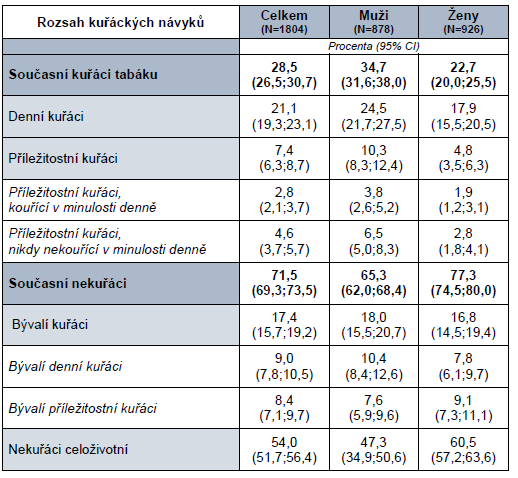 Rozsah kuřáckých návyků Celkem (N=1804) Muži (N=878) Ženy (N=926)
Procenta (95% CI)
Současní kuřáci tabáku 28,5 34,7 22,7
(26,5;30,7) (31,6;38,0) (20,0;25,5)
Denní kuřáci 21,1 24,5 17,9
(19,3;23,1) (21,7;27,5) (15,5;20,5)
Příležitostní kuřáci 7,4 10,3 4,8
(6,3;8,7) (8,3;12,4) (3,5;6,3)
Příležitostní kuřáci, 2,8 3,8 1,9
kouřící v minulosti denně (2,1;3,7) (2,6;5,2) (1,2;3,1)
Příležitostní kuřáci, 4,6 6,5 2,8
nikdy nekouřící v minulosti denně (3,7;5,7) (5,0;8,3) (1,8;4,1)
Současní nekuřáci 71,5 65,3 77,3
(69,3;73,5) (62,0;68,4) (74,5;80,0)
Bývalí kuřáci 17,4 18,0 16,8
(15,7;19,2) (15,5;20,7) (14,5;19,4)
Bývalí denní kuřáci 9,0 10,4 7,8
(7,8;10,5) (8,4;12,6) (6,1;9,7)
Bývalí příležitostní kuřáci 8,4 7,6 9,1
(7,1;9,7) (5,9;9,6) (7,3;11,1)
Nekuřáci celoživotní 54,0 47,3 60,5
(51,7;56,4) (34,9;50,6) (57,2;63,6)